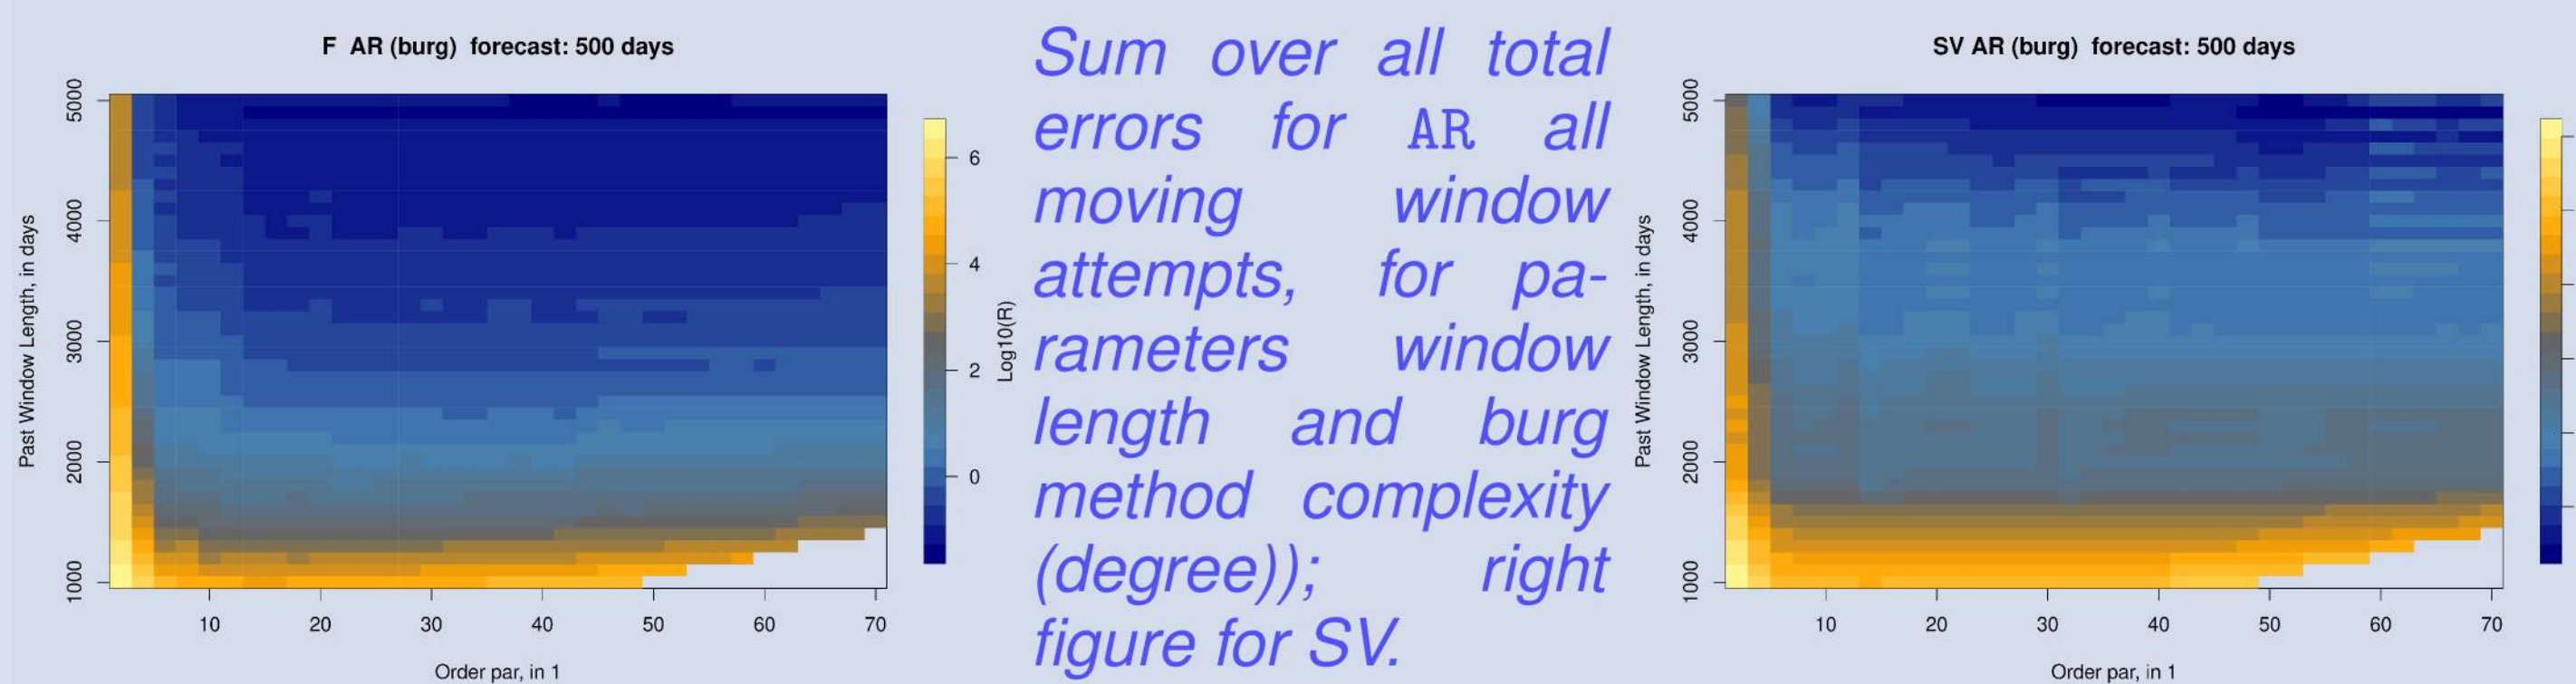 F AR (burg) forecast: 500 days
Past Window Length, in days
5000
4000
3000
2000
1000
10 20 30 40 50 60 70
Order par, in 1
6
4
2
0
Log10(R)
Sum over all total
errors for AR all
moving window
attempts, for pa-
rameters window
length and burg
method complexity
(degree)); right
figure for SV.
SV AR (burg) forecast: 500 days
Past Window Length, in days
5000
4000
3000
2000
1000
10 20 30 40 50 60 70
Order par, in 1